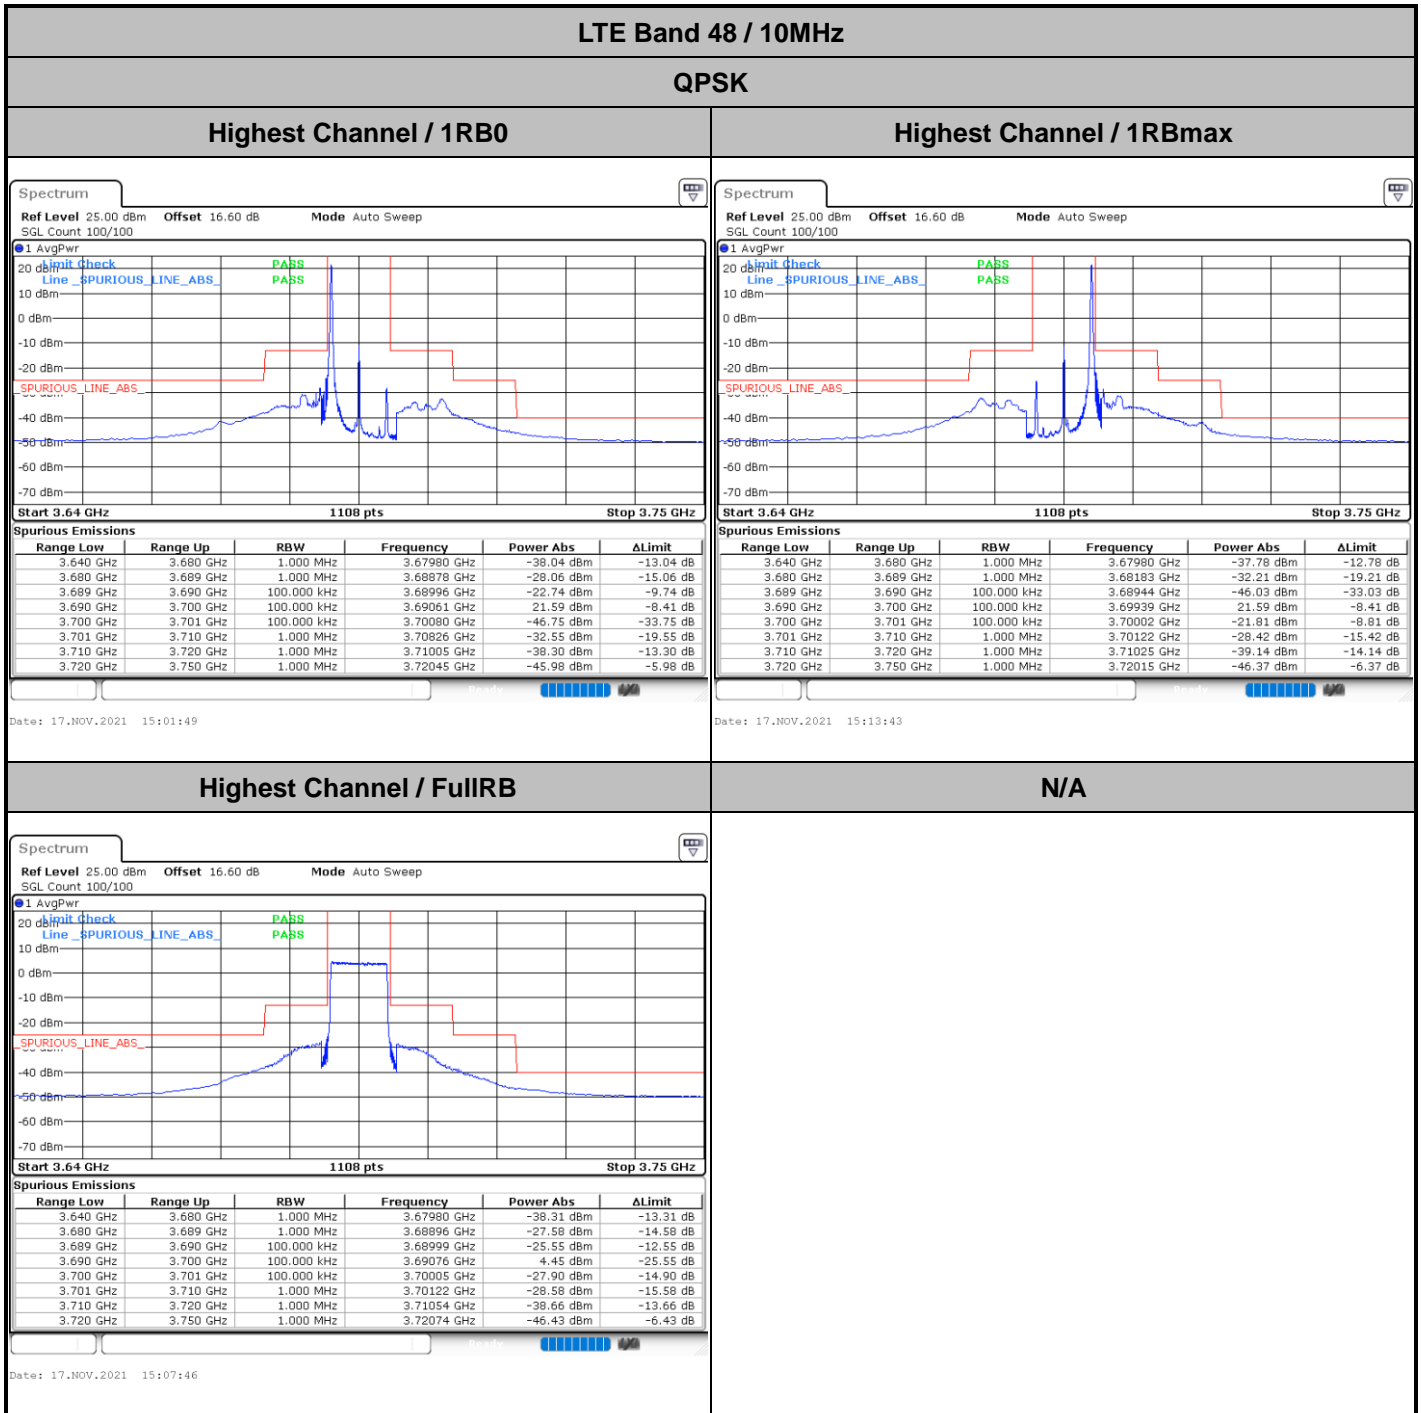 LTE Band 48 / 10MHz
QPSK
Highest Channel / 1RB0
Highest Channel / 1RBmax
Spectrum
Ref Level 25.00 dBm Offset 16.60 dB Mode Auto Sweep
SGL Count 100/100
1 AvgPwr
Limit Check PASS
Line _SPURIOUS_LINE_ABS_ PASS
20 dBm
10 dBm
0 dBm
-10 dBm
-20 dBm
_SPURIOUS_LINE_ABS_
-40 dBm
-50 dBm
-60 dBm
-70 dBm
Start 3.64 GHz 1108 pts Stop 3.75 GHz
Spurious Emissions
Range Low Range Up RBW Frequency Power Abs ΔLimit
3.640 GHz 3.680 GHz 1.000 MHz 3.67980 GHz -38.04 dBm -13.04 dB
3.680 GHz 3.689 GHz 1.000 MHz 3.68878 GHz -28.06 dBm -15.06 dB
3.689 GHz 3.690 GHz 100.000 kHz 3.68996 GHz -22.74 dBm -9.74 dB
3.690 GHz 3.700 GHz 100.000 kHz 3.69061 GHz 21.59 dBm -8.41 dB
3.700 GHz 3.701 GHz 100.000 kHz 3.70080 GHz -46.75 dBm -33.75 dB
3.701 GHz 3.710 GHz 1.000 MHz 3.70826 GHz -32.55 dBm -19.55 dB
3.710 GHz 3.720 GHz 1.000 MHz 3.71005 GHz -38.30 dBm -13.30 dB
3.720 GHz 3.750 GHz 1.000 MHz 3.72045 GHz -45.98 dBm -5.98 dB
Ready
Date: 17.NOV.2021 15:01:49
Spectrum
Ref Level 25.00 dBm Offset 16.60 dB Mode Auto Sweep
SGL Count 100/100
1 AvgPwr
Limit Check PASS
Line _SPURIOUS_LINE_ABS_ PASS
20 dBm
10 dBm
0 dBm
-10 dBm
-20 dBm
_SPURIOUS_LINE_ABS_
-40 dBm
-50 dBm
-60 dBm
-70 dBm
Start 3.64 GHz 1108 pts Stop 3.75 GHz
Spurious Emissions
Range Low Range Up RBW Frequency Power Abs ΔLimit
3.640 GHz 3.680 GHz 1.000 MHz 3.67980 GHz -37.78 dBm -12.78 dB
3.680 GHz 3.689 GHz 1.000 MHz 3.68183 GHz -32.21 dBm -19.21 dB
3.689 GHz 3.690 GHz 100.000 kHz 3.68944 GHz -46.03 dBm -33.03 dB
3.690 GHz 3.700 GHz 100.000 kHz 3.69939 GHz 21.59 dBm -8.41 dB
3.700 GHz 3.701 GHz 100.000 kHz 3.70002 GHz -21.81 dBm -8.81 dB
3.701 GHz 3.710 GHz 1.000 MHz 3.70122 GHz -28.42 dBm -15.42 dB
3.710 GHz 3.720 GHz 1.000 MHz 3.71025 GHz -39.14 dBm -14.14 dB
3.720 GHz 3.750 GHz 1.000 MHz 3.72015 GHz -46.37 dBm -6.37 dB
Ready
Date: 17.NOV.2021 15:13:43
Highest Channel / FullRB
N/A
Spectrum
Ref Level 25.00 dBm Offset 16.60 dB Mode Auto Sweep
SGL Count 100/100
1 AvgPwr
Limit Check PASS
Line _SPURIOUS_LINE_ABS_ PASS
20 dBm
10 dBm
0 dBm
-10 dBm
-20 dBm
_SPURIOUS_LINE_ABS_
-40 dBm
-50 dBm
-60 dBm
-70 dBm
Start 3.64 GHz 1108 pts Stop 3.75 GHz
Spurious Emissions
Range Low Range Up RBW Frequency Power Abs ΔLimit
3.640 GHz 3.680 GHz 1.000 MHz 3.67980 GHz -38.31 dBm -13.31 dB
3.680 GHz 3.689 GHz 1.000 MHz 3.68896 GHz -27.58 dBm -14.58 dB
3.689 GHz 3.690 GHz 100.000 kHz 3.68999 GHz -25.55 dBm -12.55 dB
3.690 GHz 3.700 GHz 100.000 kHz 3.69076 GHz 4.45 dBm -25.55 dB
3.700 GHz 3.701 GHz 100.000 kHz 3.70005 GHz -27.90 dBm -14.90 dB
3.701 GHz 3.710 GHz 1.000 MHz 3.70122 GHz -28.58 dBm -15.58 dB
3.710 GHz 3.720 GHz 1.000 MHz 3.71054 GHz -38.66 dBm -13.66 dB
3.720 GHz 3.750 GHz 1.000 MHz 3.72074 GHz -46.43 dBm -6.43 dB
Ready
Date: 17.NOV.2021 15:07:46